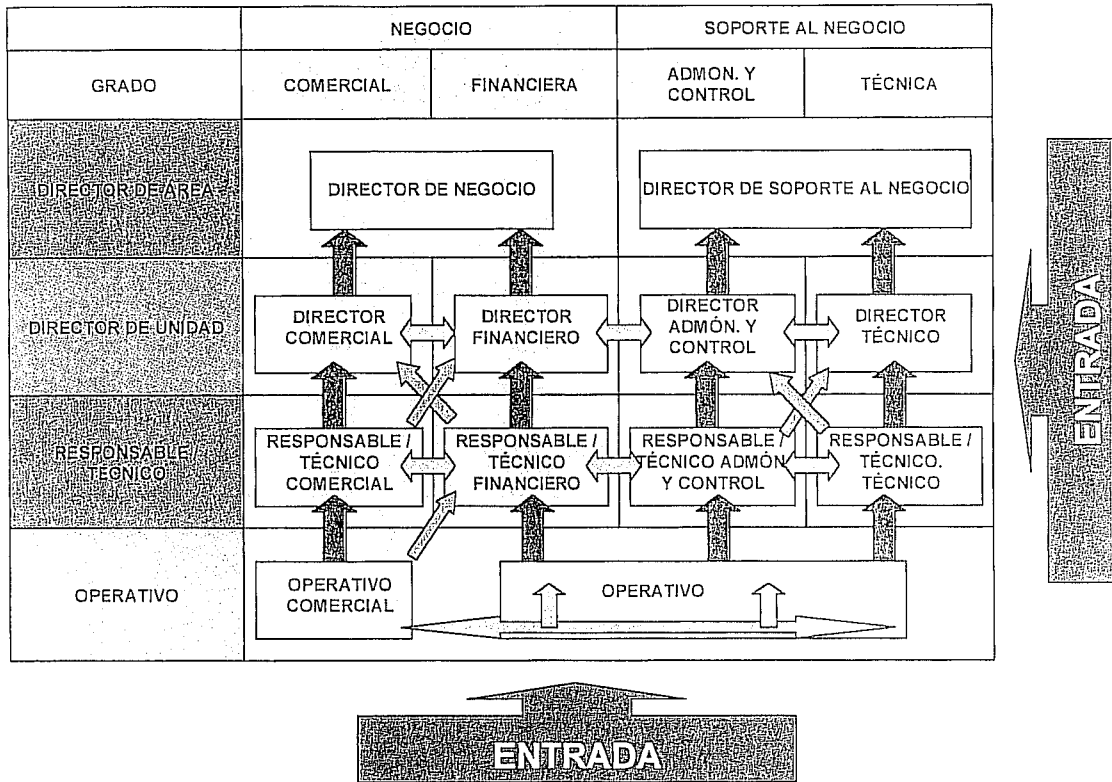 NEGOCIO
SOPORTE AL NEGOCIO
GRADO
COMERCIAL
FINANCIERA
ADMON. Y
CONTROL
TÉCNICA
DIRECTOR DE AREA
DIRECTOR DE NEGOCIO
DIRECTOR DE SOPORTE AL NEGOCIO
DIRECTOR DE UNIDAD
DIRECTOR
COMERCIAL
DIRECTOR
FINANCIERO
DIRECTOR
ADMÓN. Y
CONTROL
DIRECTOR
TÉCNICO
RESPONSABLE /
TÉCNICO
RESPONSABLE /
TÉCNICO
COMERCIAL
RESPONSABLE /
TÉCNICO
FINANCIERO
RESPONSABLE /
TÉCNICO ADMÓN
Y CONTROL
RESPONSABLE /
TÉCNICO.
TÉCNICO
OPERATIVO
OPERATIVO
COMERCIAL
OPERATIVO
ENTRADA
ENTRADA